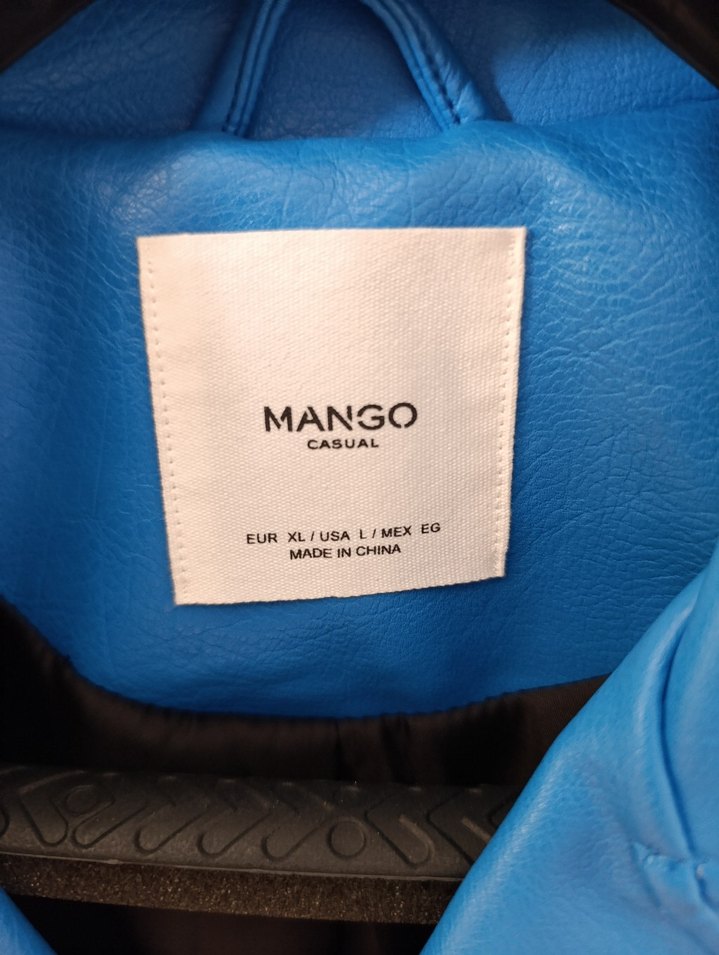 MANGO
CASUAL
EUR XL / USA L / MEX EG
MADE IN CHINA